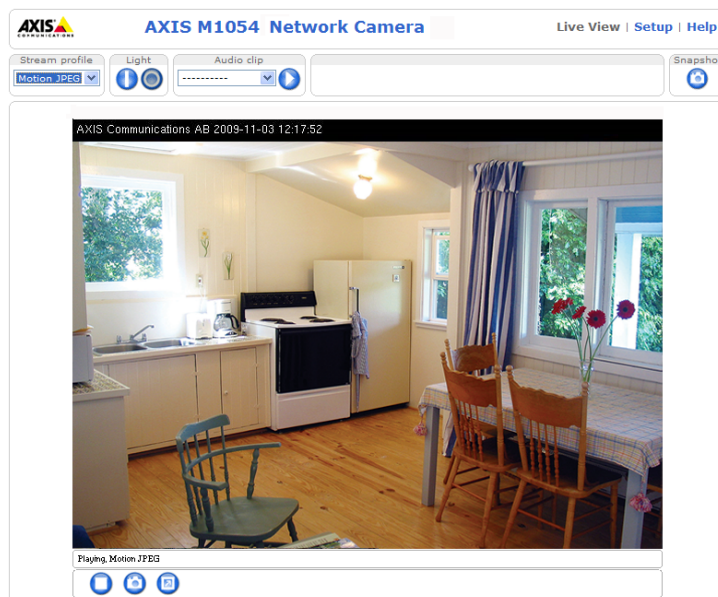 AXIS
COMMUNICATIONS
AXIS M1054 Network Camera
Live View | Setup | Help
Stream profile
Light
Audio clip
Snapsho
Motion JPEG
----------
AXIS Communications AB 2009-11-03 12:17:52
Playing, Motion JPEG